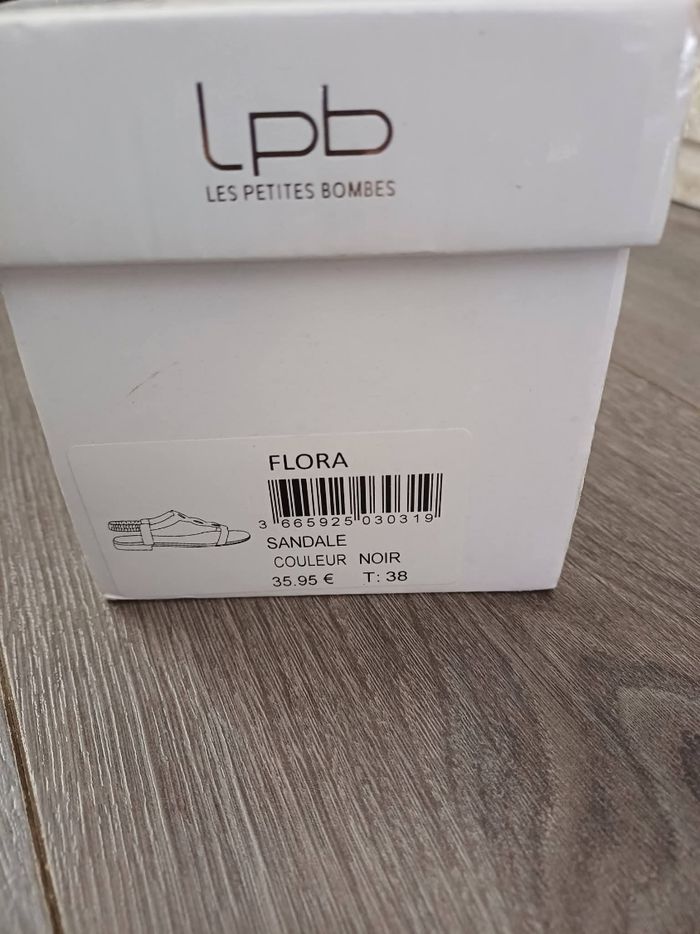 lpb
LES PETITES BOMBES
FLORA
3 665925 030319
SANDALE
COULEUR NOIR
35.95 € T: 38